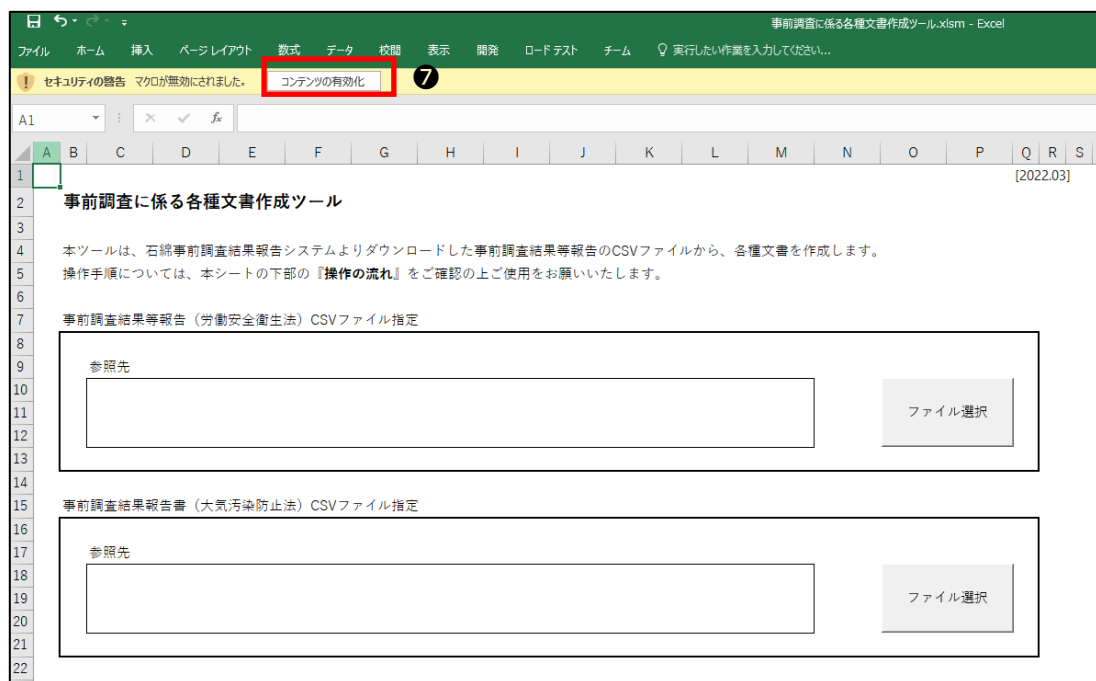 事前調査に係る各種文書作成ツール.xlsm - Excel
ファイル ホーム 挿入 ページ レイアウト 数式 データ 校閲 表示 開発 ロード テスト チーム 実行したい作業を入力してください...
セキュリティの警告 マクロが無効にされました。 コンテンツの有効化 ❼
A1 fx
A B C D E F G H I J K L M N O P Q R S
1 [2022.03]
2 事前調査に係る各種文書作成ツール
3
4 本ツールは、石綿事前調査結果報告システムよりダウンロードした事前調査結果等報告のCSVファイルから、各種文書を作成します。
5 操作手順については、本シートの下部の『操作の流れ』をご確認の上ご使用をお願いいたします。
6
7 事前調査結果等報告（労働安全衛生法）CSVファイル指定
8
9 参照先
10
11 ファイル選択
12
13
14
15 事前調査結果報告書（大気汚染防止法）CSVファイル指定
16
17 参照先
18
19 ファイル選択
20
21
22